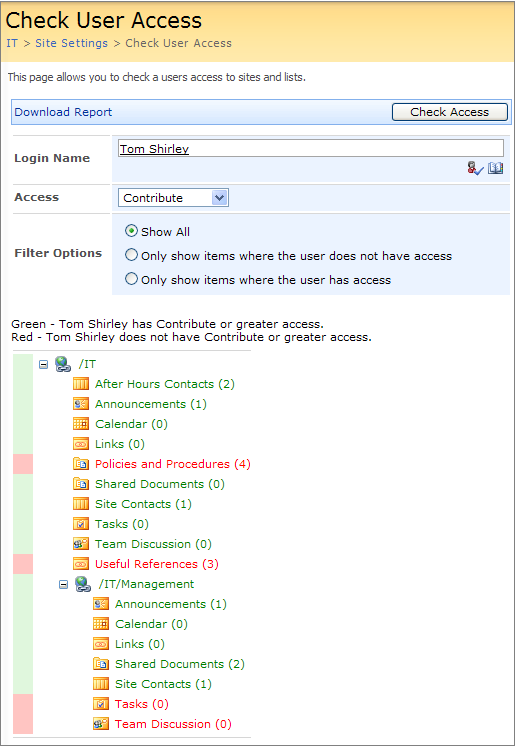 Check User Access
IT > Site Settings > Check User Access
This page allows you to check a users access to sites and lists.
Download Report
Check Access
Login Name
Tom Shirley
Access
Contribute
Filter Options
Show All
Only show items where the user does not have access
Only show items where the user has access
Green - Tom Shirley has Contribute or greater access.
Red - Tom Shirley does not have Contribute or greater access.
/IT
After Hours Contacts (2)
Announcements (1)
Calendar (0)
Links (0)
Policies and Procedures (4)
Shared Documents (0)
Site Contacts (1)
Tasks (0)
Team Discussion (0)
Useful References (3)
/IT/Management
Announcements (1)
Calendar (0)
Links (0)
Shared Documents (2)
Site Contacts (1)
Tasks (0)
Team Discussion (0)